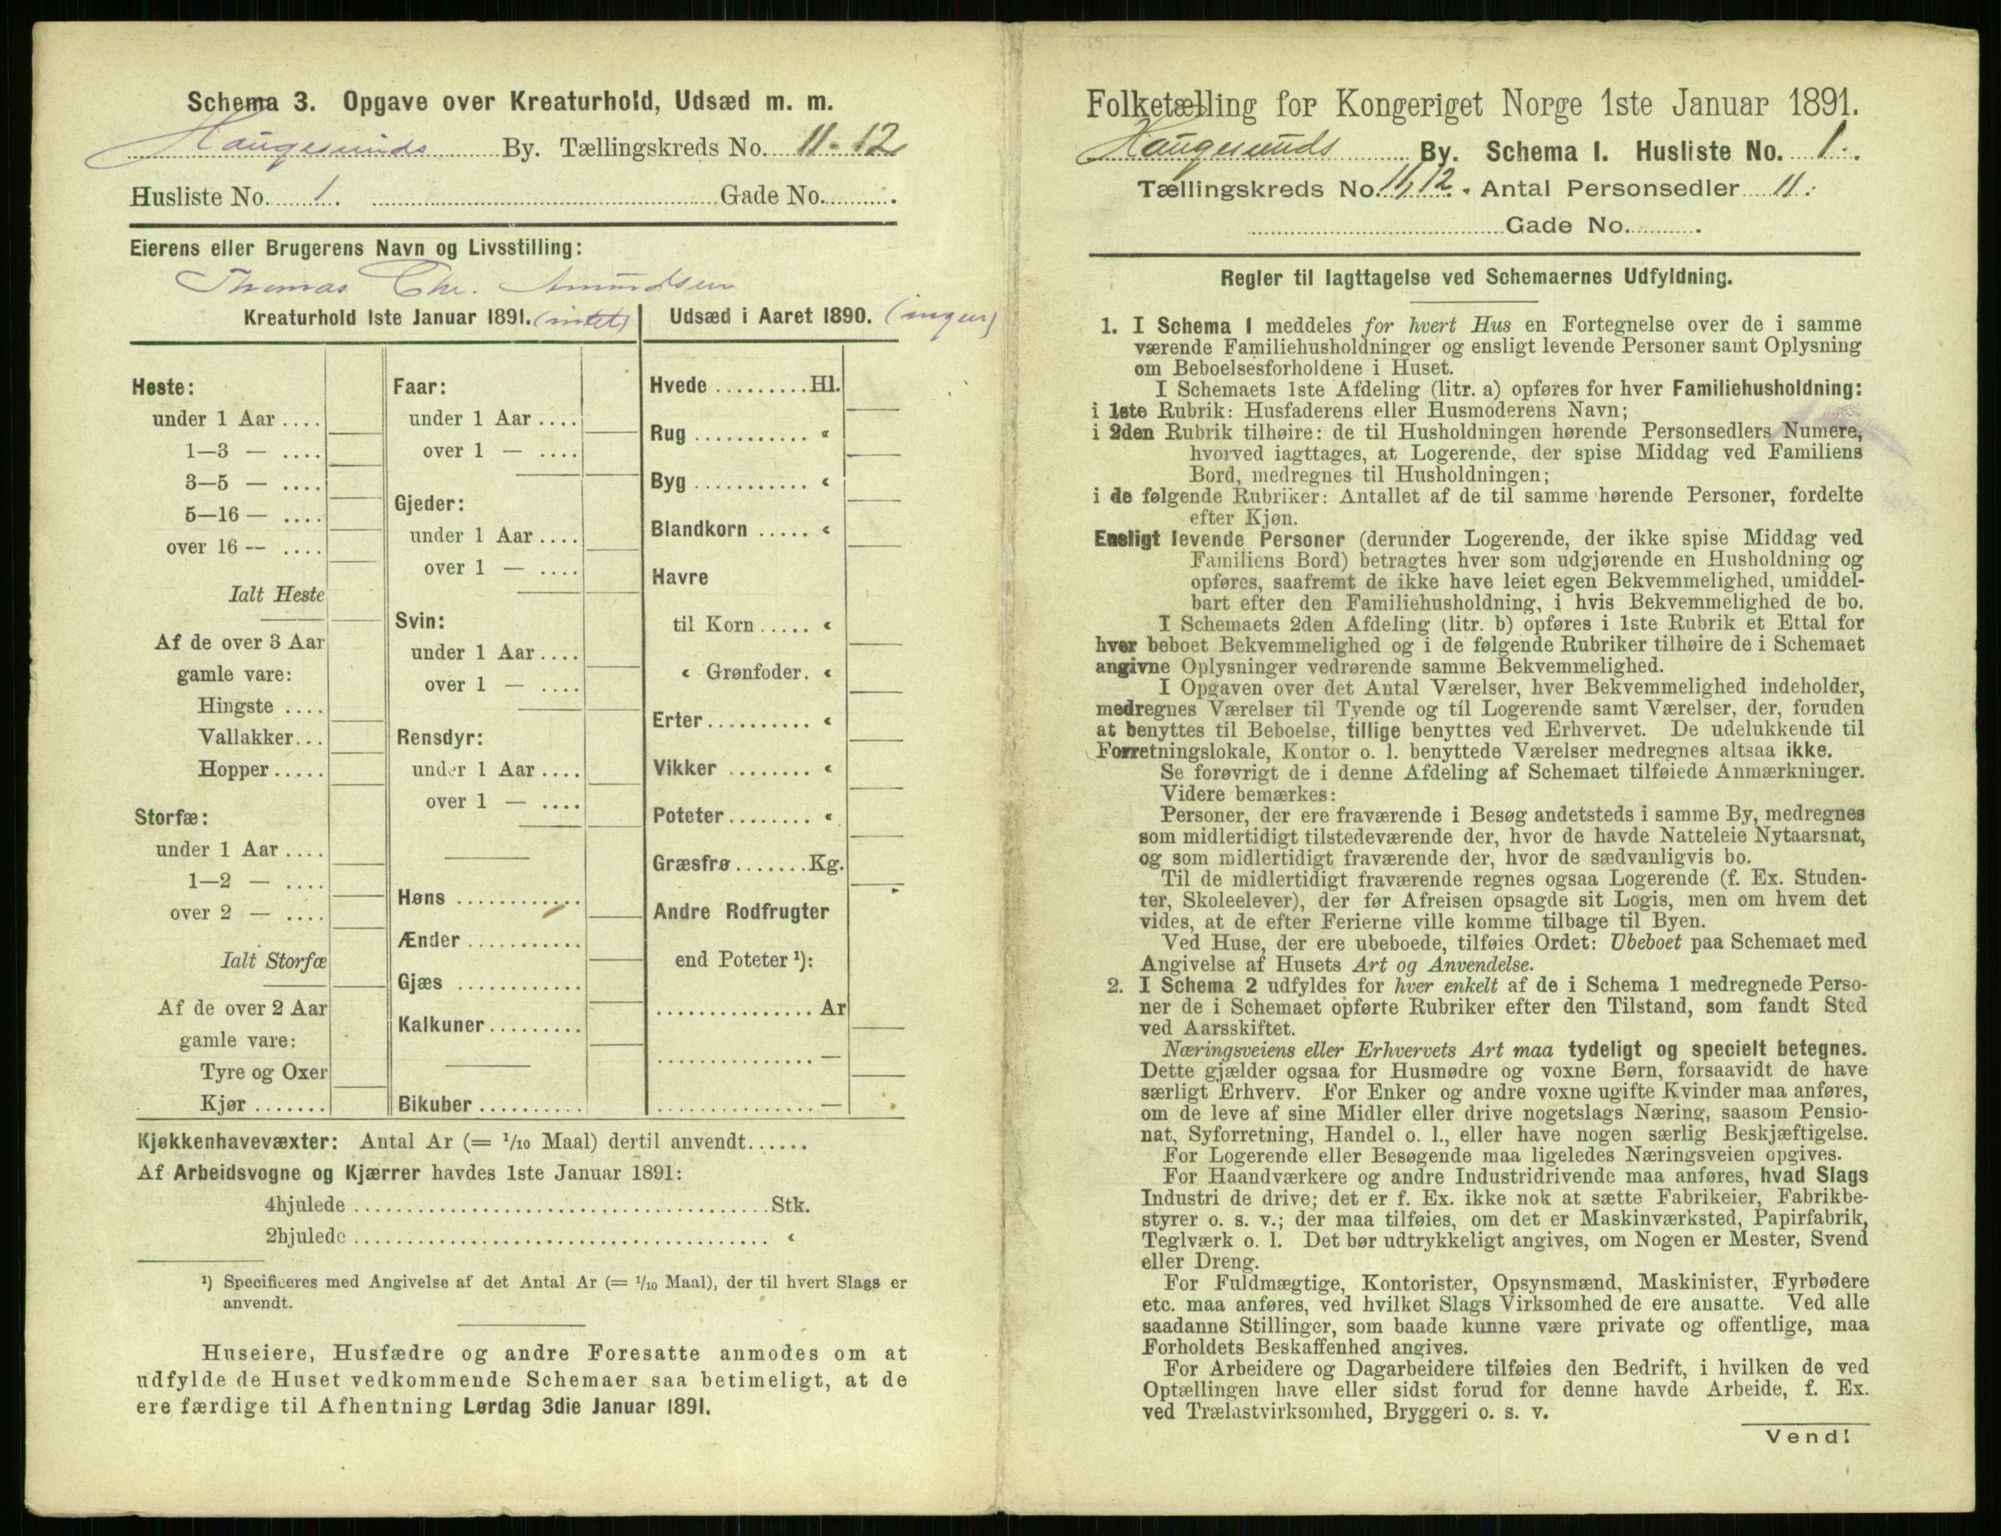 Schema 3. Opgave over Kreaturhold, Udsæd m. m.
Haugesunds By. Tællingskreds No. 11-12
Husliste No. 1. Gade No. .
Eierens eller Brugerens Navn og Livsstilling:
Thomas Chr. Amundsen
Kreaturhold 1ste Januar 1891. (intet)
Heste:
under 1 Aar ....
1—3 — ....
3—5 — ....
5—16 — ....
over 16 — ....
Ialt Heste
Af de over 3 Aar
gamle vare:
Hingste ....
Vallakker...
Hopper.....
Storfæ:
under 1 Aar ....
1—2 — ....
over 2 — ....
Ialt Storfæ
Af de over 2 Aar
gamle vare:
Tyre og Oxer
Kjør .......
Faar:
under 1 Aar ....
over 1 — ....
Gjeder:
under 1 Aar ....
over 1 — ....
Svin:
under 1 Aar ....
over 1 — ....
Rensdyr:
under 1 Aar ....
over 1 — ....
Høns ............
Ænder ...........
Gjæs ............
Kalkuner.........
Bikuber ..........
Udsæd i Aaret 1890. (ingen)
Hvede .........Hl.
Rug ........... «
Byg ........... «
Blandkorn ..... «
Havre
til Korn ..... «
« Grønfoder. «
Erter.......... «
Vikker ........ «
Poteter........ «
Græsfrø.......Kg.
Andre Rodfrugter
end Poteter ¹):
............... Ar
............... —
............... —
Kjøkkenhavevæxter: Antal Ar (= 1/10 Maal) dertil anvendt......
Af Arbeidsvogne og Kjærrer havdes 1ste Januar 1891:
4hjulede ......................................Stk.
2hjulede ...................................... «
¹) Specificeres med Angivelse af det Antal Ar (= 1/10 Maal), der til hvert Slags er
anvendt.
Huseiere, Husfædre og andre Foresatte anmodes om at
udfylde de Huset vedkommende Schemaer saa betimeligt, at de
ere færdige til Afhentning Lørdag 3die Januar 1891.
Folketælling for Kongeriget Norge 1ste Januar 1891.
Haugesunds By. Schema 1. Husliste No. 1.
Tællingskreds No. 11, 12. Antal Personsedler 11.
Gade No. .
Regler til Iagttagelse ved Schemaernes Udfyldning.
1. I Schema 1 meddeles for hvert Hus en Fortegnelse over de i samme
værende Familiehusholdninger og ensligt levende Personer samt Oplysning
om Beboelsesforholdene i Huset.
I Schemaets 1ste Afdeling (litr. a) opføres for hver Familiehusholdning:
i 1ste Rubrik: Husfaderens eller Husmoderens Navn;
i 2den Rubrik tilhøire: de til Husholdningen hørende Personsedlers Numere,
hvorved iagttages, at Logerende, der spise Middag ved Familiens
Bord, medregnes til Husholdningen;
i de følgende Rubriker: Antallet af de til samme hørende Personer, fordelte
efter Kjøn.
Ensligt levende Personer (derunder Logerende, der ikke spise Middag ved
Familiens Bord) betragtes hver som udgjørende en Husholdning og
opføres, saafremt de ikke have leiet egen Bekvemmelighed, umiddel-
bart efter den Familiehusholdning, i hvis Bekvemmelighed de bo.
I Schemaets 2den Afdeling (litr. b) opføres i 1ste Rubrik et Ettal for
hver beboet Bekvemmelighed og i de følgende Rubriker tilhøire de i Schemaet
angivne Oplysninger vedrørende samme Bekvemmelighed.
I Opgaven over det Antal Værelser, hver Bekvemmelighed indeholder,
medregnes Værelser til Tyende og til Logerende samt Værelser, der, foruden
at benyttes til Beboelse, tillige benyttes ved Erhvervet. De udelukkende til
Forretningslokale, Kontor o. l. benyttede Værelser medregnes altsaa ikke.
Se forøvrigt de i denne Afdeling af Schemaet tilføiede Anmærkninger.
Videre bemærkes:
Personer, der ere fraværende i Besøg andetsteds i samme By, medregnes
som midlertidigt tilstedeværende der, hvor de havde Natteleie Nytaarsnat,
og som midlertidigt fraværende der, hvor de sædvanligvis bo.
Til de midlertidigt fraværende regnes ogsaa Logerende (f. Ex. Studen-
ter, Skoleelever), der før Afreisen opsagde sit Logis, men om hvem det
vides, at de efter Ferierne ville komme tilbage til Byen.
Ved Huse, der ere ubeboede, tilføies Ordet: Ubeboet paa Schemaet med
Angivelse af Husets Art og Anvendelse.
2. I Schema 2 udfyldes for hver enkelt af de i Schema 1 medregnede Perso-
ner de i Schemaet opførte Rubriker efter den Tilstand, som fandt Sted
ved Aarsskiftet.
Næringsveiens eller Erhvervets Art maa tydeligt og specielt betegnes.
Dette gjælder ogsaa for Husmødre og voxne Børn, forsaavidt de have
særligt Erhverv. For Enker og andre voxne ugifte Kvinder maa anføres,
om de leve af sine Midler eller drive nogetslags Næring, saasom Pensio-
nat, Syforretning, Handel o. l., eller have nogen særlig Beskjæftigelse.
For Logerende eller Besøgende maa ligeledes Næringsveien opgives.
For Haandværkere og andre Industridrivende maa anføres, hvad Slags
Industri de drive; det er f. Ex. ikke nok at sætte Fabrikeier, Fabrikbe-
styrer o. s. v.; der maa tilføies, om det er Maskinværksted, Papirfabrik,
Teglværk o. l. Det bør udtrykkeligt angives, om Nogen er Mester, Svend
eller Dreng.
For Fuldmægtige, Kontorister, Opsynsmænd, Maskinister, Fyrbødere
etc. maa anføres, ved hvilket Slags Virksomhed de ere ansatte. Ved alle
saadanne Stillinger, som baade kunne være private og offentlige, maa
Forholdets Beskaffenhed angives.
For Arbeidere og Dagarbeidere tilføies den Bedrift, i hvilken de ved
Optællingen have eller sidst forud for denne havde Arbeide, f. Ex.
ved Trælastvirksomhed, Bryggeri o. s. v.
Vend!